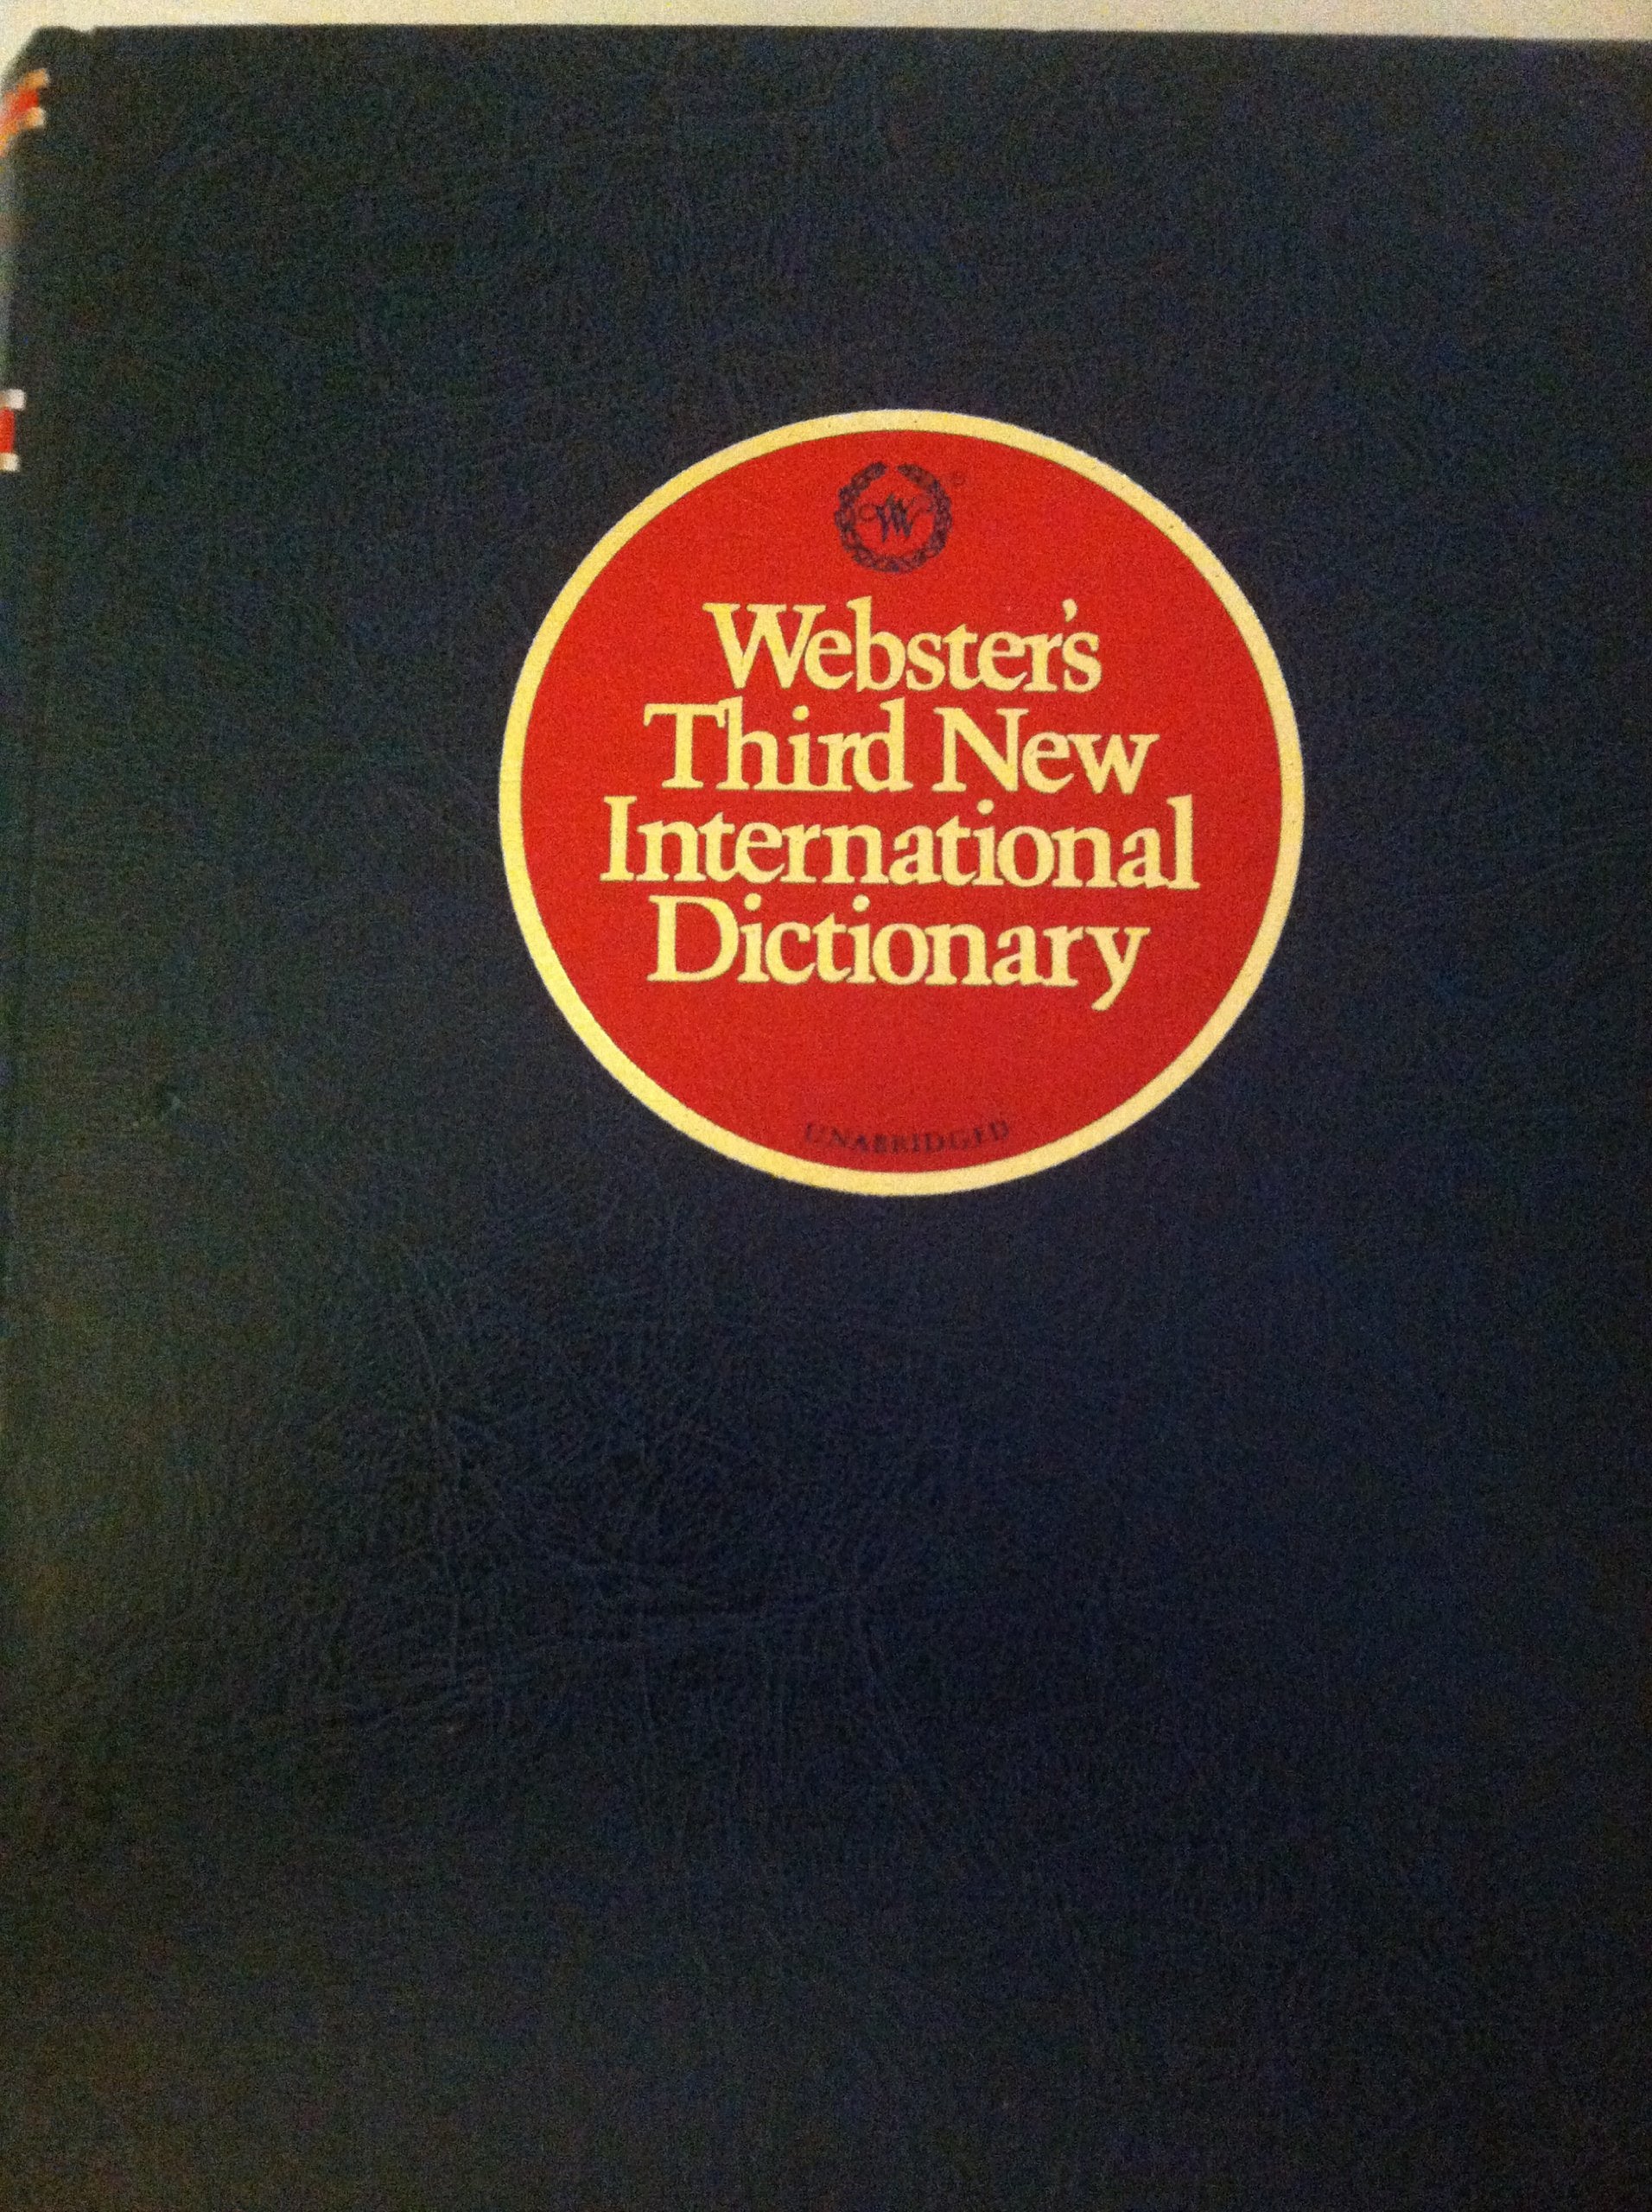 W
Webster's
Third New
International
Dictionary
UNABRIDGED